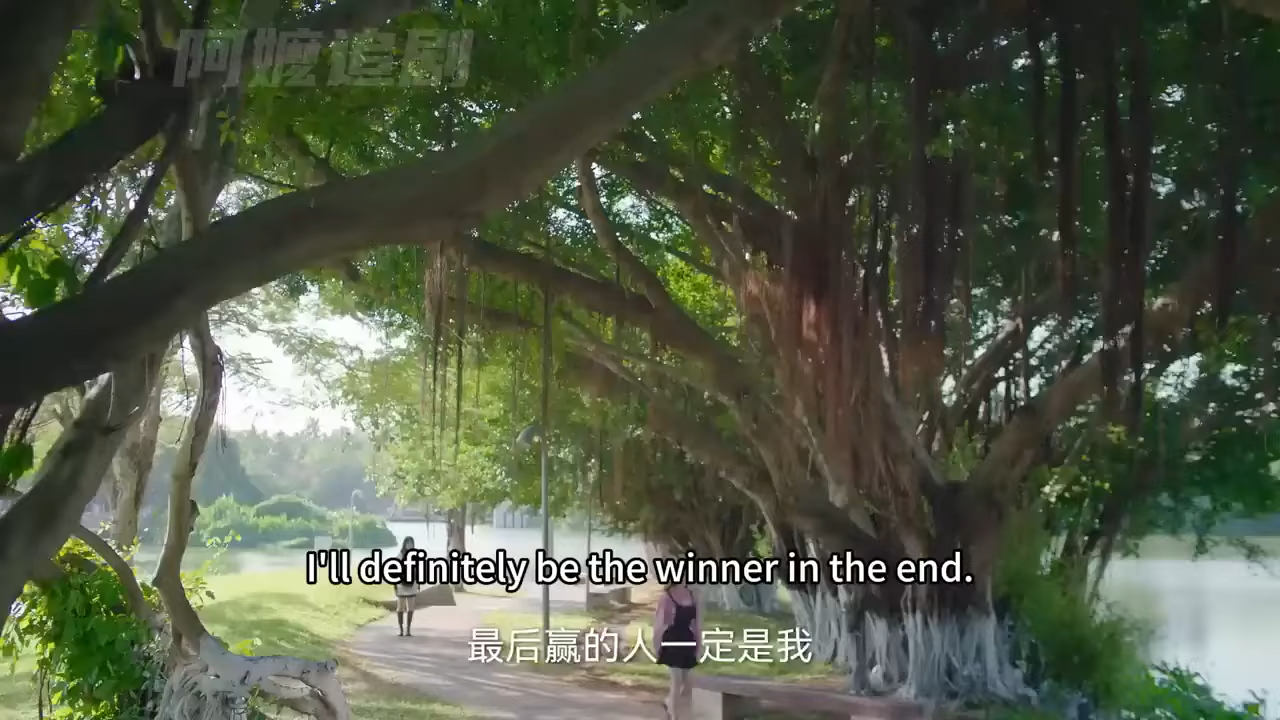 阿嬷追剧
I'll definitely be the winner in the end.
最后赢的人一定是我